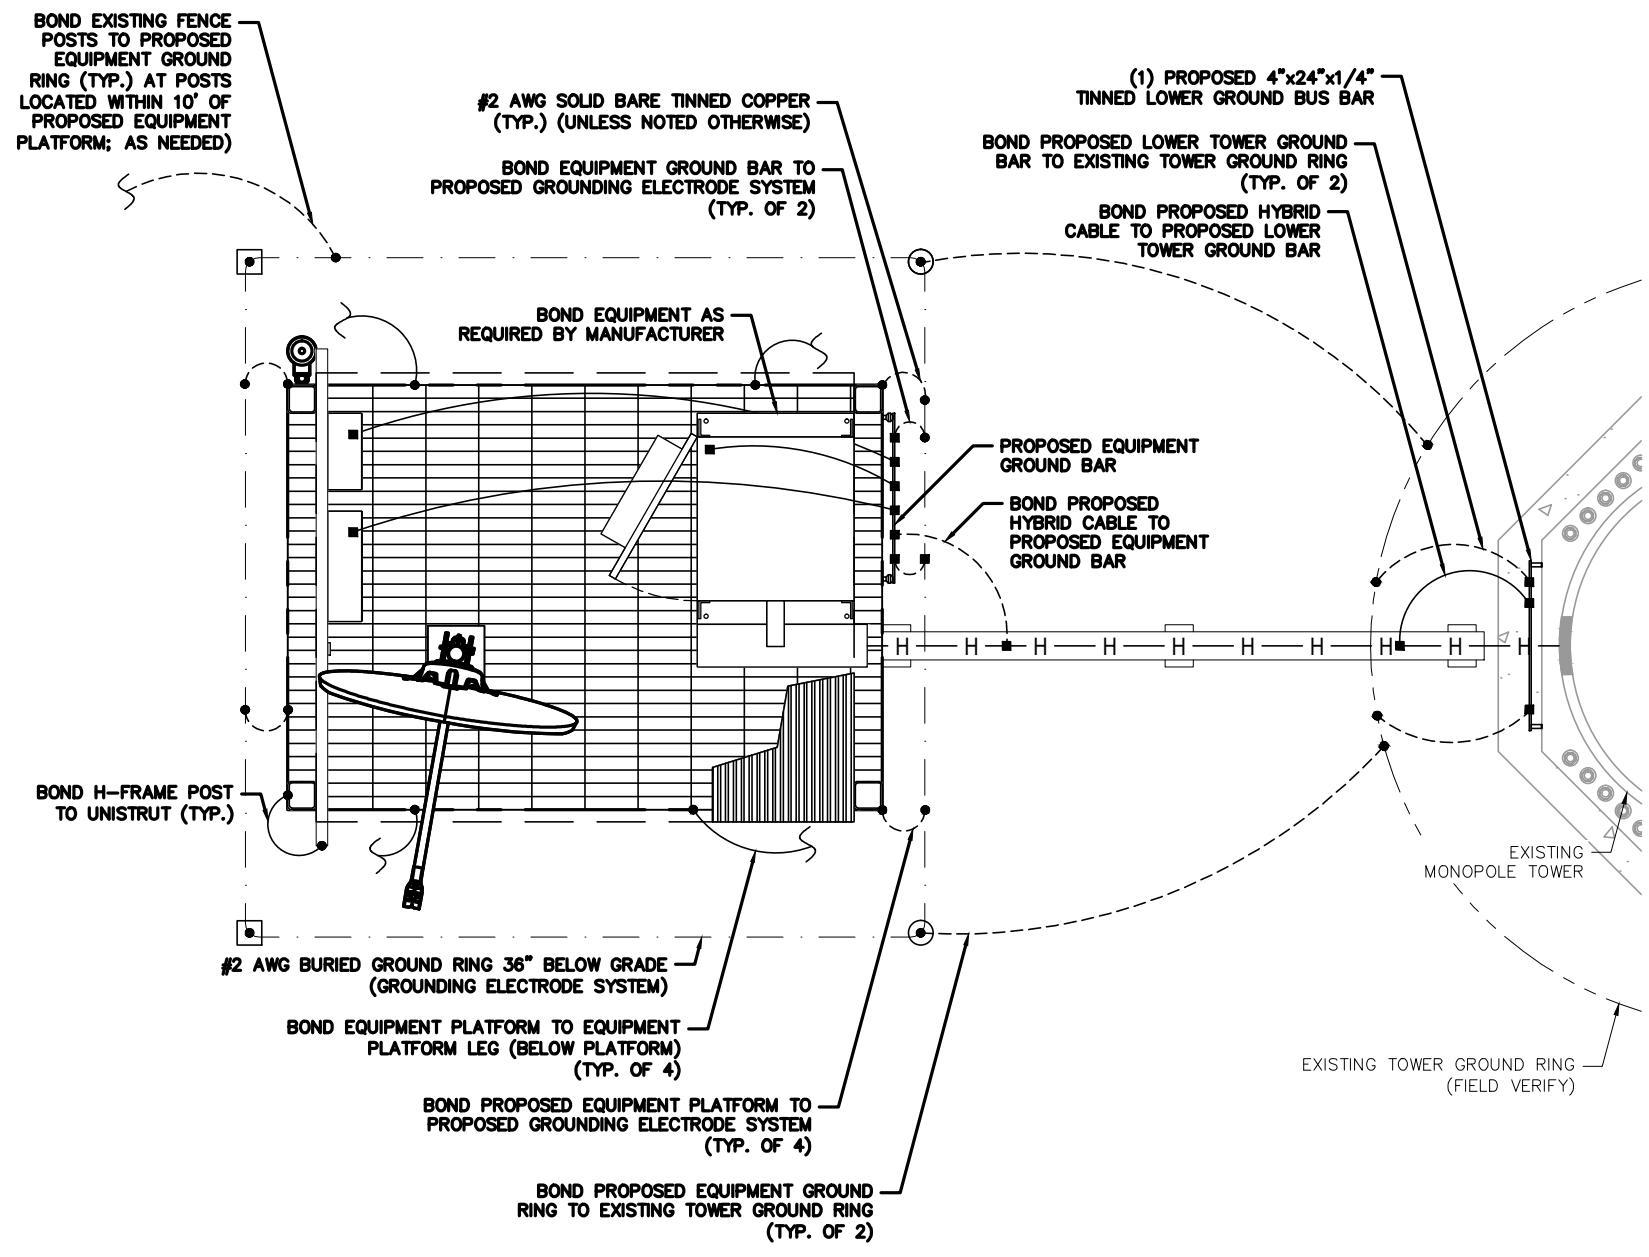 BOND EXISTING FENCE
POSTS TO PROPOSED
EQUIPMENT GROUND
RING (TYP.) AT POSTS
LOCATED WITHIN 10' OF
PROPOSED EQUIPMENT
PLATFORM; AS NEEDED)
#2 AWG SOLID BARE TINNED COPPER
(TYP.) (UNLESS NOTED OTHERWISE)
BOND EQUIPMENT GROUND BAR TO
PROPOSED GROUNDING ELECTRODE SYSTEM
(TYP. OF 2)
(1) PROPOSED 4"x24"x1/4"
TINNED LOWER GROUND BUS BAR
BOND PROPOSED LOWER TOWER GROUND
BAR TO EXISTING TOWER GROUND RING
(TYP. OF 2)
BOND PROPOSED HYBRID
CABLE TO PROPOSED LOWER
TOWER GROUND BAR
BOND EQUIPMENT AS
REQUIRED BY MANUFACTURER
PROPOSED EQUIPMENT
GROUND BAR
BOND PROPOSED
HYBRID CABLE TO
PROPOSED EQUIPMENT
GROUND BAR
H H H H H H H H H H
BOND H-FRAME POST
TO UNISTRUT (TYP.)
EXISTING
MONOPOLE TOWER
#2 AWG BURIED GROUND RING 36" BELOW GRADE
(GROUNDING ELECTRODE SYSTEM)
BOND EQUIPMENT PLATFORM TO EQUIPMENT
PLATFORM LEG (BELOW PLATFORM)
(TYP. OF 4)
EXISTING TOWER GROUND RING
(FIELD VERIFY)
BOND PROPOSED EQUIPMENT PLATFORM TO
PROPOSED GROUNDING ELECTRODE SYSTEM
(TYP. OF 4)
BOND PROPOSED EQUIPMENT GROUND
RING TO EXISTING TOWER GROUND RING
(TYP. OF 2)